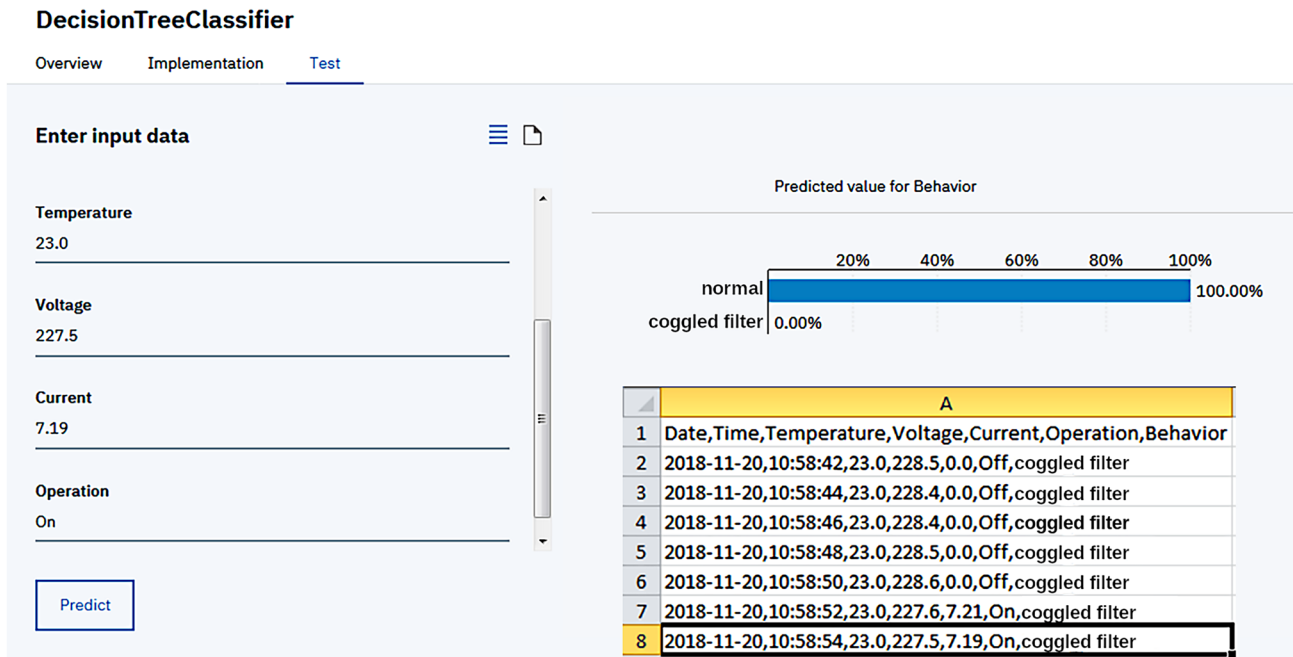 DecisionTreeClassifier
Overview Implementation Test
Enter input data
Temperature
23.0
Voltage
227.5
Current
7.19
Operation
On
Predict
Predicted value for Behavior
20% 40% 60% 80% 100%
normal 100.00%
coggled filter 0.00%
A
1 Date,Time,Temperature,Voltage,Current,Operation,Behavior
2 2018-11-20,10:58:42,23.0,228.5,0.0,Off,coggled filter
3 2018-11-20,10:58:44,23.0,228.4,0.0,Off,coggled filter
4 2018-11-20,10:58:46,23.0,228.4,0.0,Off,coggled filter
5 2018-11-20,10:58:48,23.0,228.5,0.0,Off,coggled filter
6 2018-11-20,10:58:50,23.0,228.6,0.0,Off,coggled filter
7 2018-11-20,10:58:52,23.0,227.6,7.21,On,coggled filter
8 2018-11-20,10:58:54,23.0,227.5,7.19,On,coggled filter